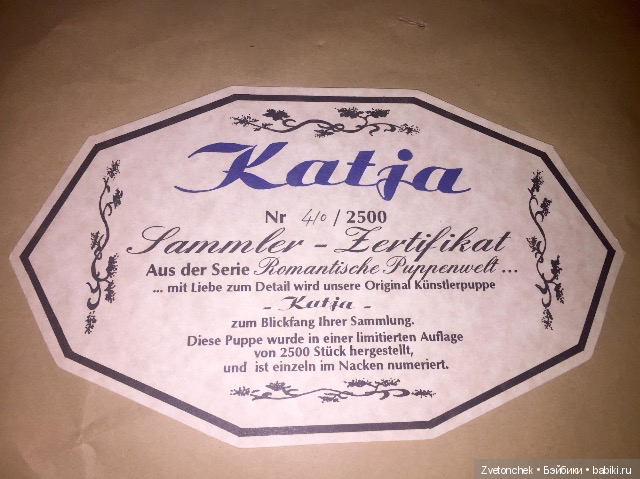 Katja
Nr 410 / 2500
Sammler - Zertifikat
Aus der Serie Romantische Puppenwelt ...
... mit Liebe zum Detail wird unsere Original Künstlerpuppe
- Katja -
zum Blickfang Ihrer Sammlung.
Diese Puppe wurde in einer limitierten Auflage
von 2500 Stück hergestellt,
und ist einzeln im Nacken numeriert.
Zvetonchek • Бэйбики • babiki.ru